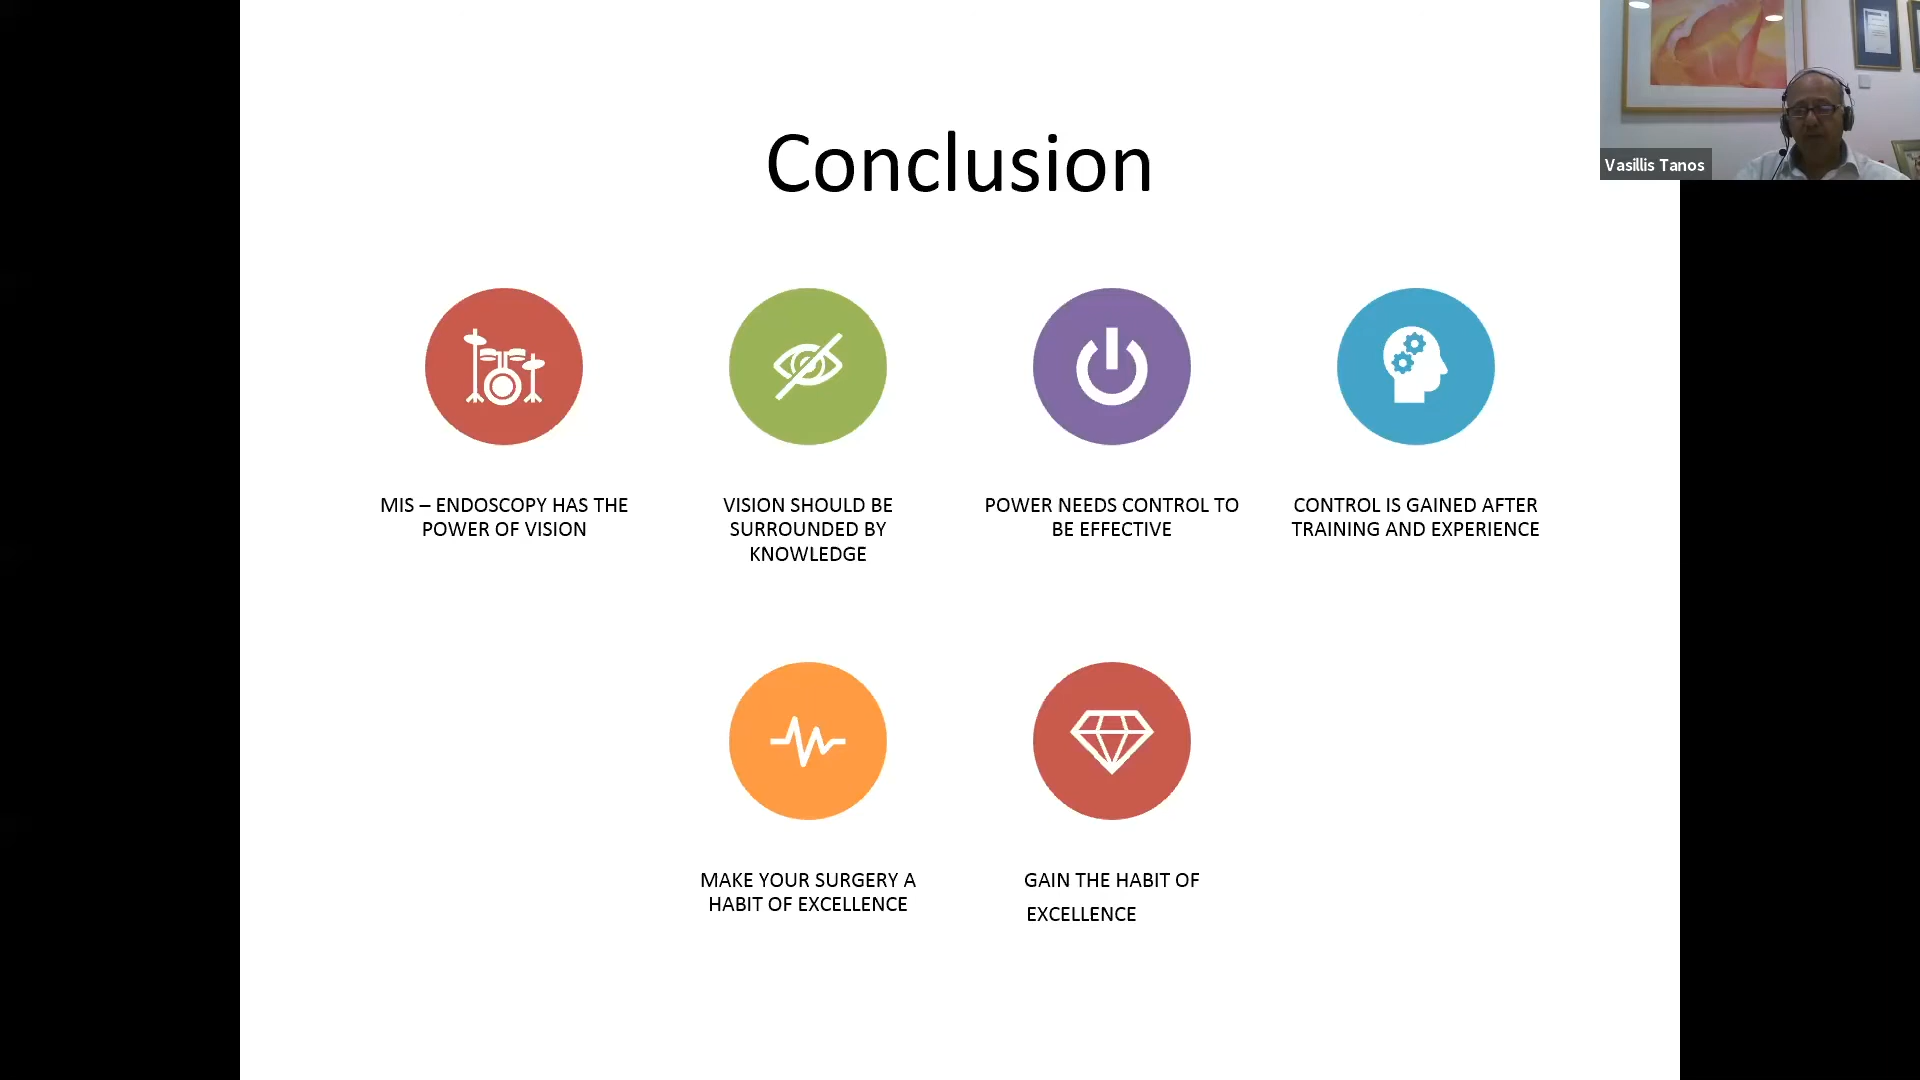 Conclusion
Vasillis Tanos
MIS – ENDOSCOPY HAS THE
POWER OF VISION
VISION SHOULD BE
SURROUNDED BY
KNOWLEDGE
POWER NEEDS CONTROL TO
BE EFFECTIVE
CONTROL IS GAINED AFTER
TRAINING AND EXPERIENCE
MAKE YOUR SURGERY A
HABIT OF EXCELLENCE
GAIN THE HABIT OF
EXCELLENCE